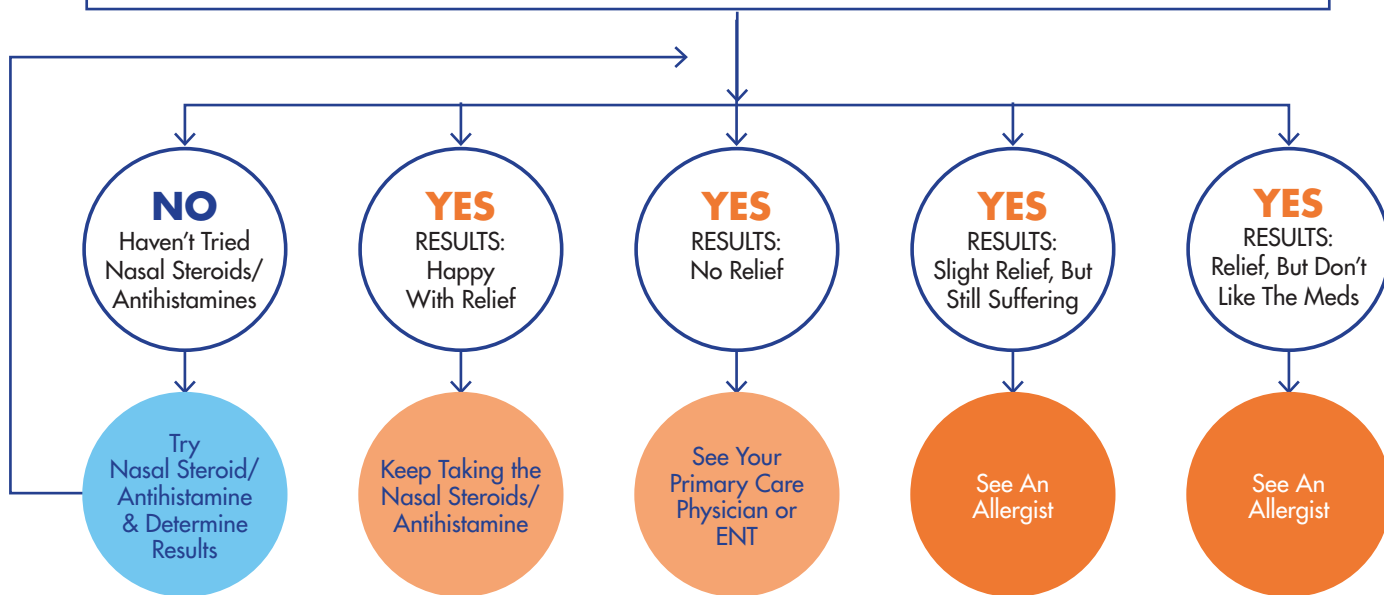 NO
Haven't Tried
Nasal Steroids/
Antihistamines
YES
RESULTS:
Happy
With Relief
YES
RESULTS:
No Relief
YES
RESULTS:
Slight Relief, But
Still Suffering
YES
RESULTS:
Relief, But Don't
Like The Meds
Try
Nasal Steroid/
Antihistamine
& Determine
Results
Keep Taking the
Nasal Steroids/
Antihistamine
See Your
Primary Care
Physician or
ENT
See An
Allergist
See An
Allergist